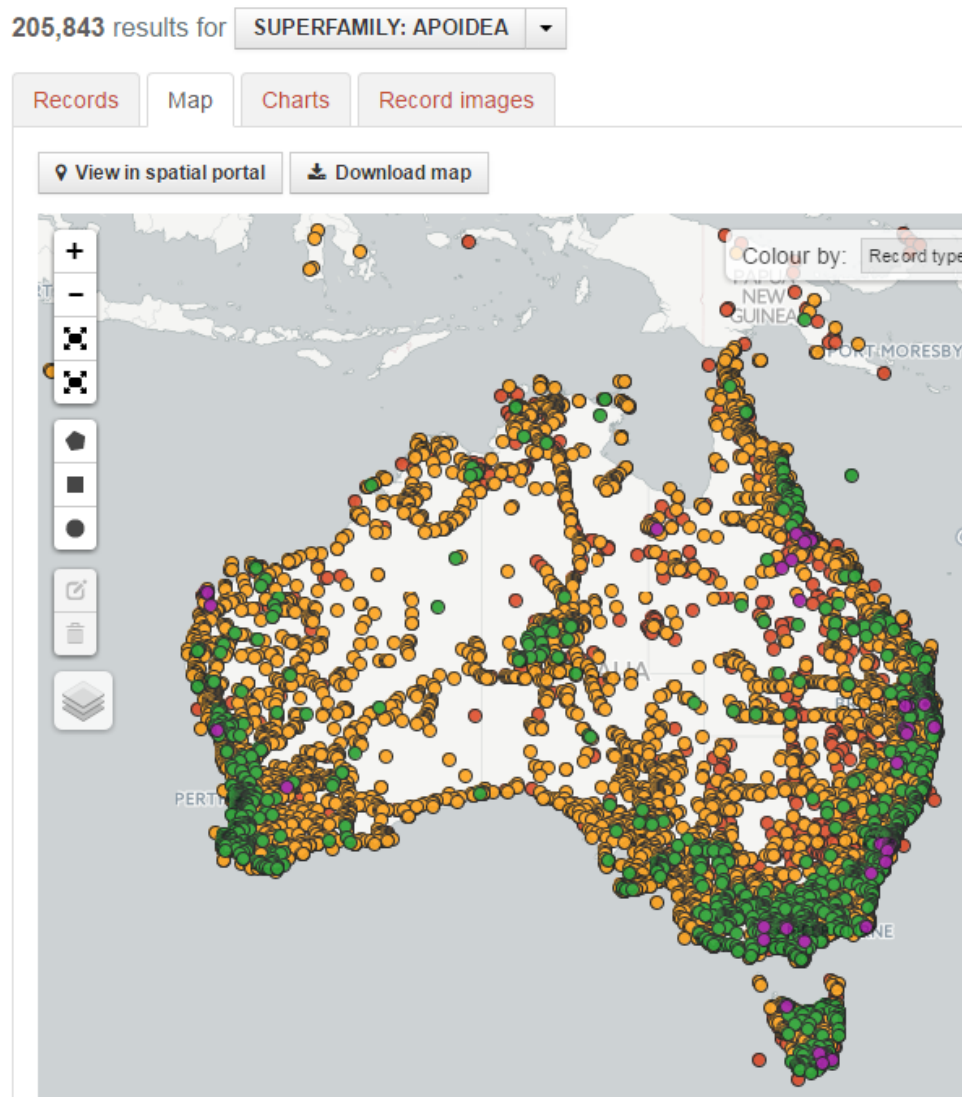 205,843 results for SUPERFAMILY: APOIDEA
Records Map Charts Record images
View in spatial portal Download map
+
Colour by: Record type
−
PAPUA
NEW
GUINEA
PORT MORESBY